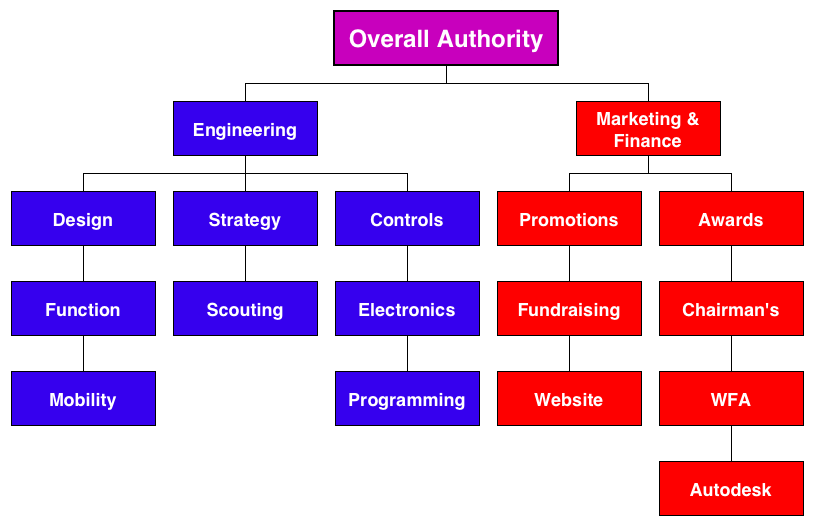 Overall Authority
Engineering
Marketing &
Finance
Design
Strategy
Controls
Promotions
Awards
Function
Scouting
Electronics
Fundraising
Chairman's
Mobility
Programming
Website
WFA
Autodesk